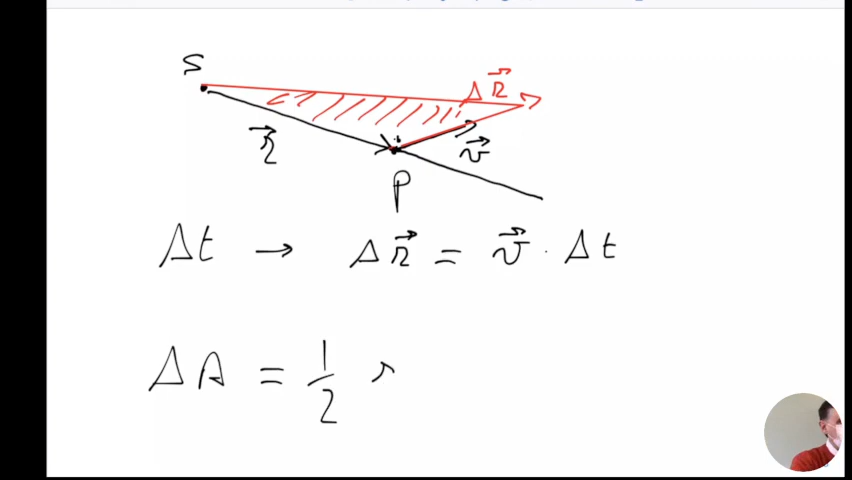 S
Δr⃗
r⃗
v⃗
P
Δt → Δr⃗ = v⃗ · Δt
ΔA = 1/2 r